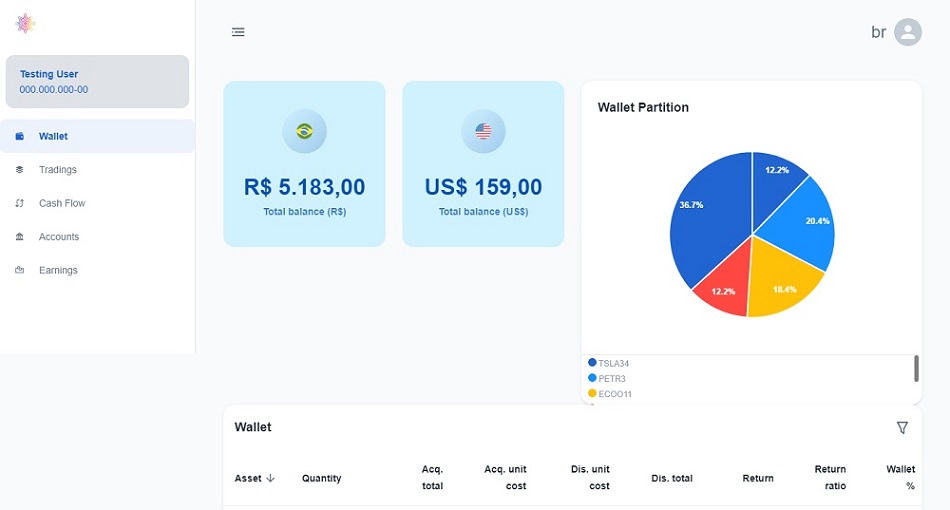 br
Testing User
000.000.000-00
Wallet
Tradings
Cash Flow
Accounts
Earnings
R$ 5.183,00
Total balance (R$)
US$ 159,00
Total balance (US$)
Wallet Partition
12.2%
20.4%
18.4%
12.2%
36.7%
TSLA34
PETR3
ECOO11
Wallet
Asset
Quantity
Acq.
total
Acq. unit
cost
Dis. unit
cost
Dis. total
Return
Return
ratio
Wallet
%